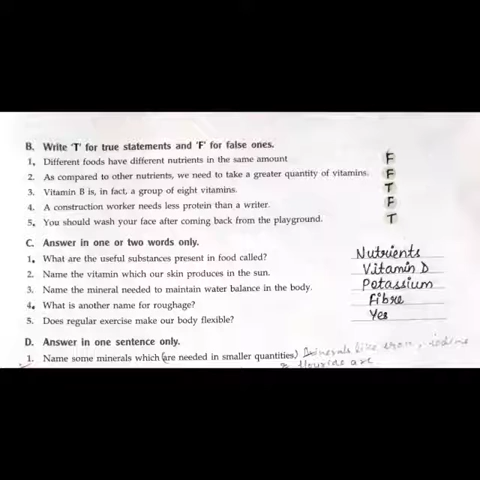 B. Write 'T' for true statements and 'F' for false ones.
1. Different foods have different nutrients in the same amount F
2. As compared to other nutrients, we need to take a greater quantity of vitamins. F
3. Vitamin B is, in fact, a group of eight vitamins. T
4. A construction worker needs less protein than a writer. F
5. You should wash your face after coming back from the playground. T
C. Answer in one or two words only.
1. What are the useful substances present in food called? Nutrients
2. Name the vitamin which our skin produces in the sun. Vitamin D
3. Name the mineral needed to maintain water balance in the body. Potassium
4. What is another name for roughage? Fibre
5. Does regular exercise make our body flexible? Yes
D. Answer in one sentence only.
1. Name some minerals which (are needed in smaller quantities) minerals like iron, iodine
are